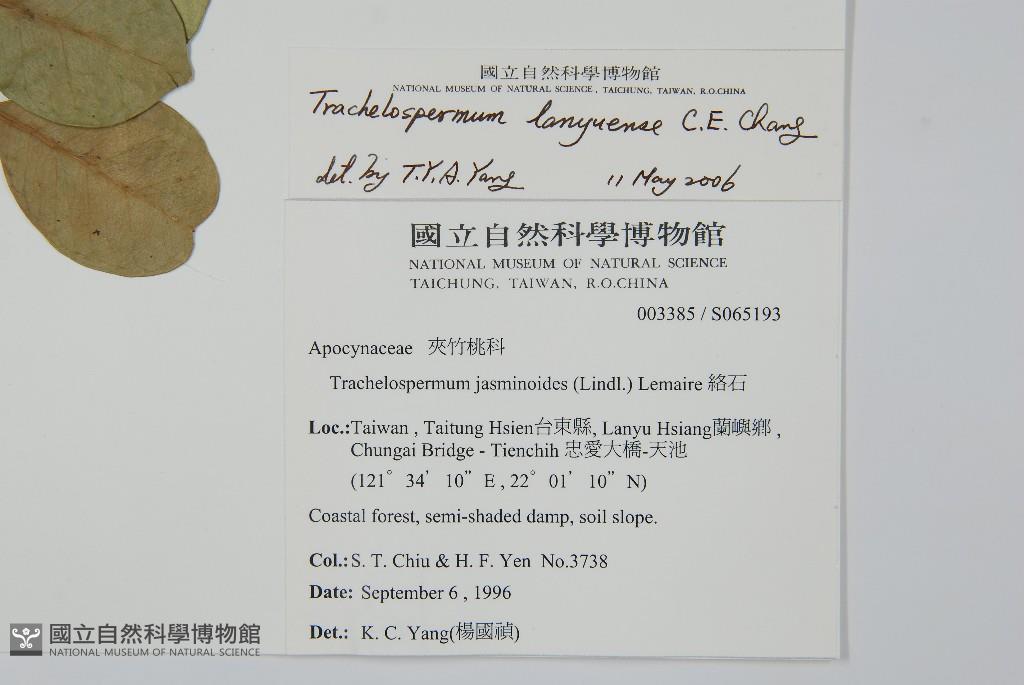 國立自然科學博物館
NATIONAL MUSEUM OF NATURAL SCIENCE, TAICHUNG, TAIWAN, R.O.CHINA
Trachelospermum lanyuense C.E. Chang
det. by T.Y.A. Yang 11 May 2006
國立自然科學博物館
NATIONAL MUSEUM OF NATURAL SCIENCE
TAICHUNG, TAIWAN, R.O.CHINA
003385 / S065193
Apocynaceae 夾竹桃科
Trachelospermum jasminoides (Lindl.) Lemaire 絡石
Loc.:Taiwan , Taitung Hsien台東縣, Lanyu Hsiang蘭嶼鄉 ,
Chungai Bridge - Tienchih 忠愛大橋-天池
(121° 34' 10" E , 22° 01' 10" N)
Coastal forest, semi-shaded damp, soil slope.
Col.:S. T. Chiu & H. F. Yen No.3738
Date: September 6 , 1996
Det.: K. C. Yang(楊國禎)
國立自然科學博物館
NATIONAL MUSEUM OF NATURAL SCIENCE